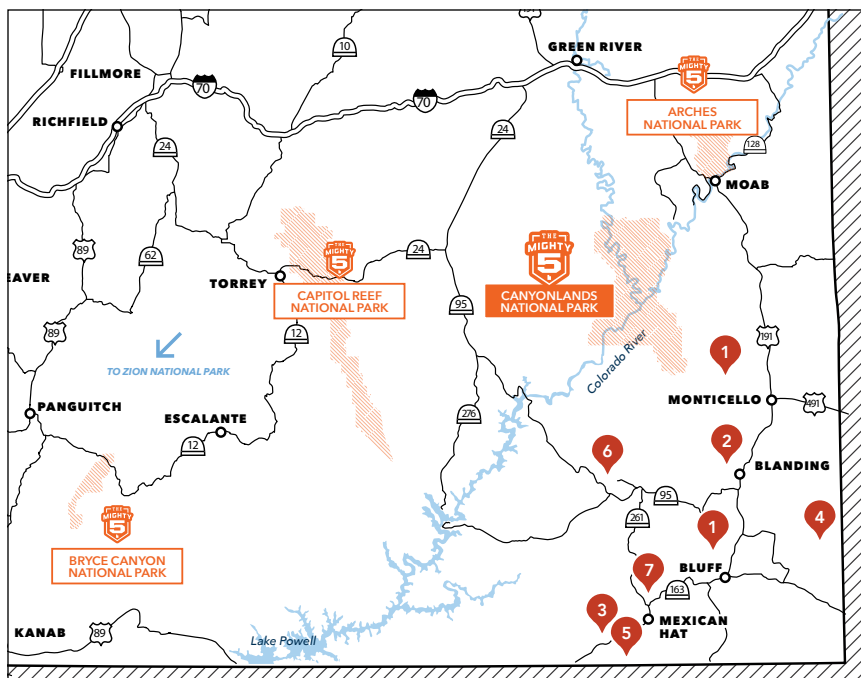 191
10
GREEN RIVER
FILLMORE
THE
MIGHTY
5
70
70
ARCHES
NATIONAL PARK
RICHFIELD
24
24
128
MOAB
89
62
24
THE
MIGHTY
5
THE
MIGHTY
5
EAVER
TORREY
CAPITOL REEF
NATIONAL PARK
CANYONLANDS
NATIONAL PARK
95
12
89
191
Colorado River
TO ZION NATIONAL PARK
1
PANGUITCH
MONTICELLO
491
276
ESCALANTE
12
2
6
BLANDING
95
THE
MIGHTY
5
261
1
4
BRYCE CANYON
NATIONAL PARK
BLUFF
7
163
3
MEXICAN
HAT
5
KANAB
89
Lake Powell